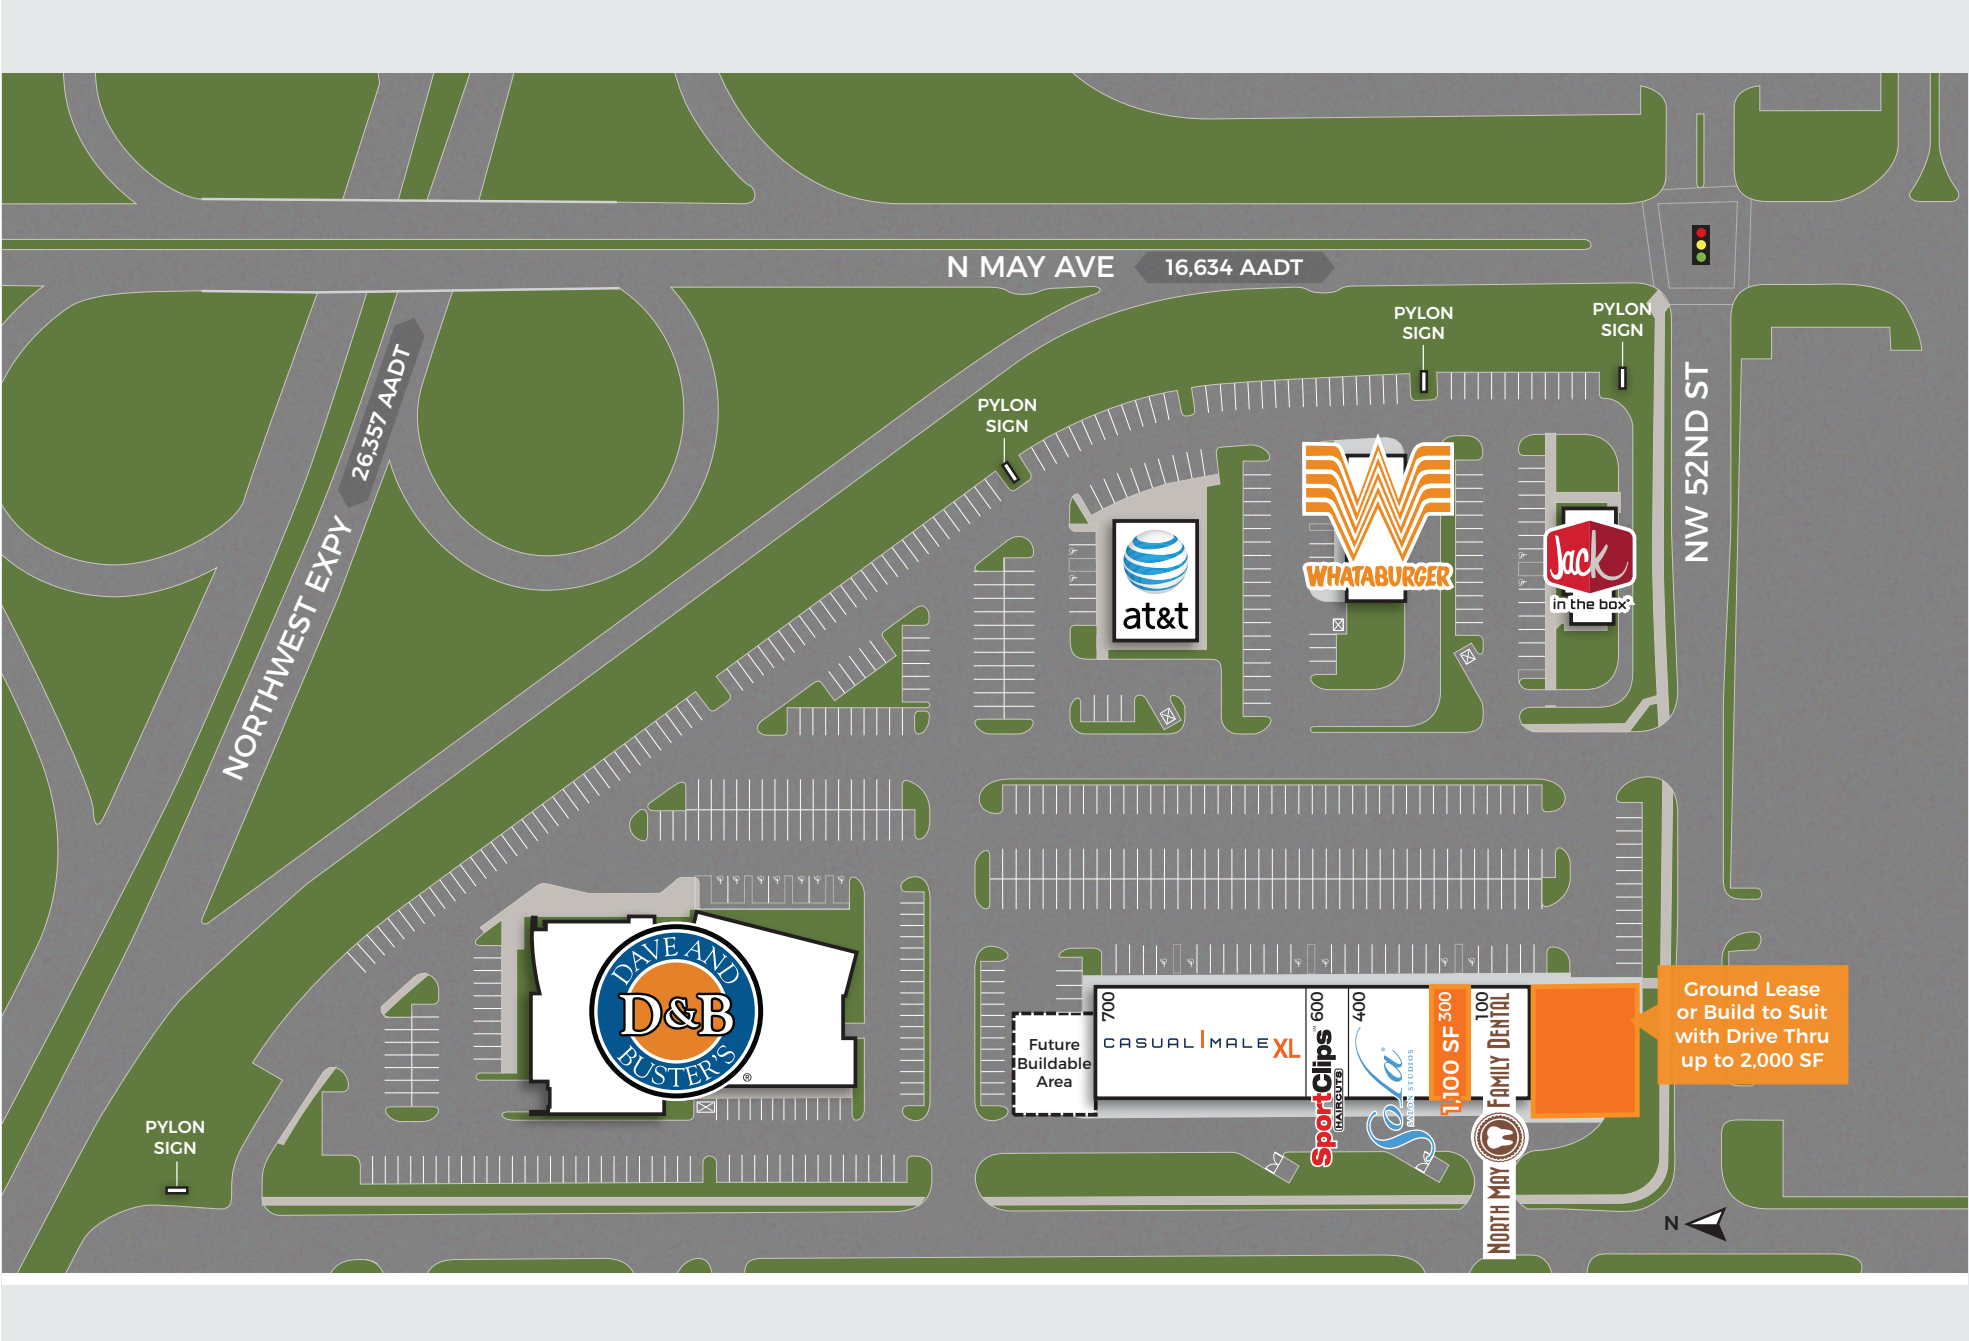 N MAY AVE
16,634 AADT
PYLON
SIGN
PYLON
SIGN
PYLON
SIGN
26,357 AADT
NORTHWEST EXPY
NW 52ND ST
WHATABURGER
at&t
Jack
in the box®
DAVE AND
D&B
BUSTER'S
®
Future
Buildable
Area
700
CASUAL MALE XL
600
SportClips
HAIRCUTS
400
Sola®
SALON STUDIOS
300
1,100 SF
100
NORTH MAY FAMILY DENTAL
Ground Lease
or Build to Suit
with Drive Thru
up to 2,000 SF
PYLON
SIGN
N